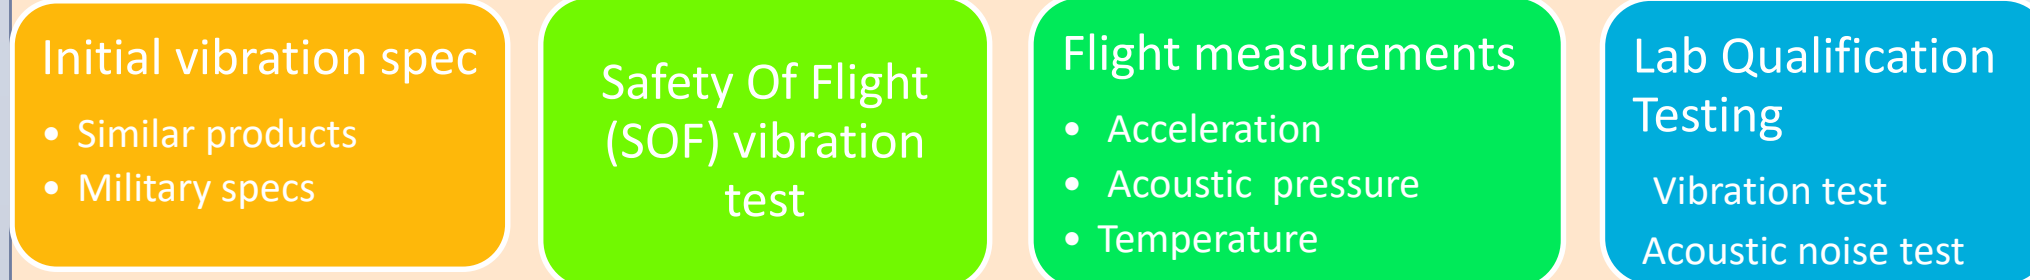 Initial vibration spec
• Similar products
• Military specs
Safety Of Flight
(SOF) vibration
test
Flight measurements
• Acceleration
• Acoustic  pressure
• Temperature
Lab Qualification
Testing
Vibration test
Acoustic noise test